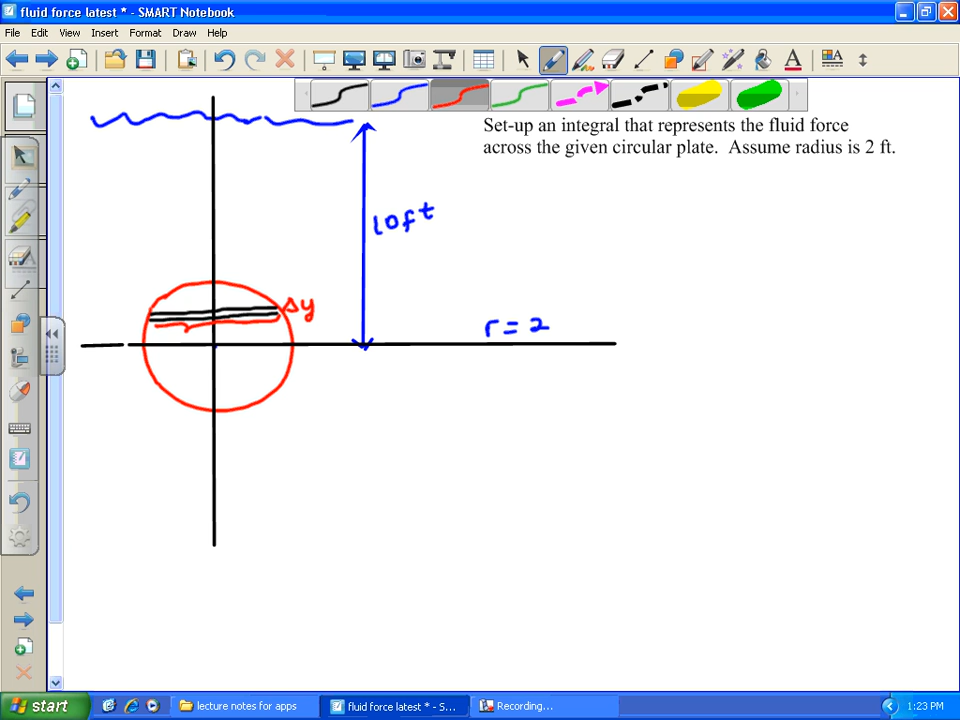 fluid force latest * - SMART Notebook
File Edit View Insert Format Draw Help
Set-up an integral that represents the fluid force
across the given circular plate. Assume radius is 2 ft.
10ft
Δy
r = 2
start
lecture notes for apps
fluid force latest * - S...
Recording...
1:23 PM